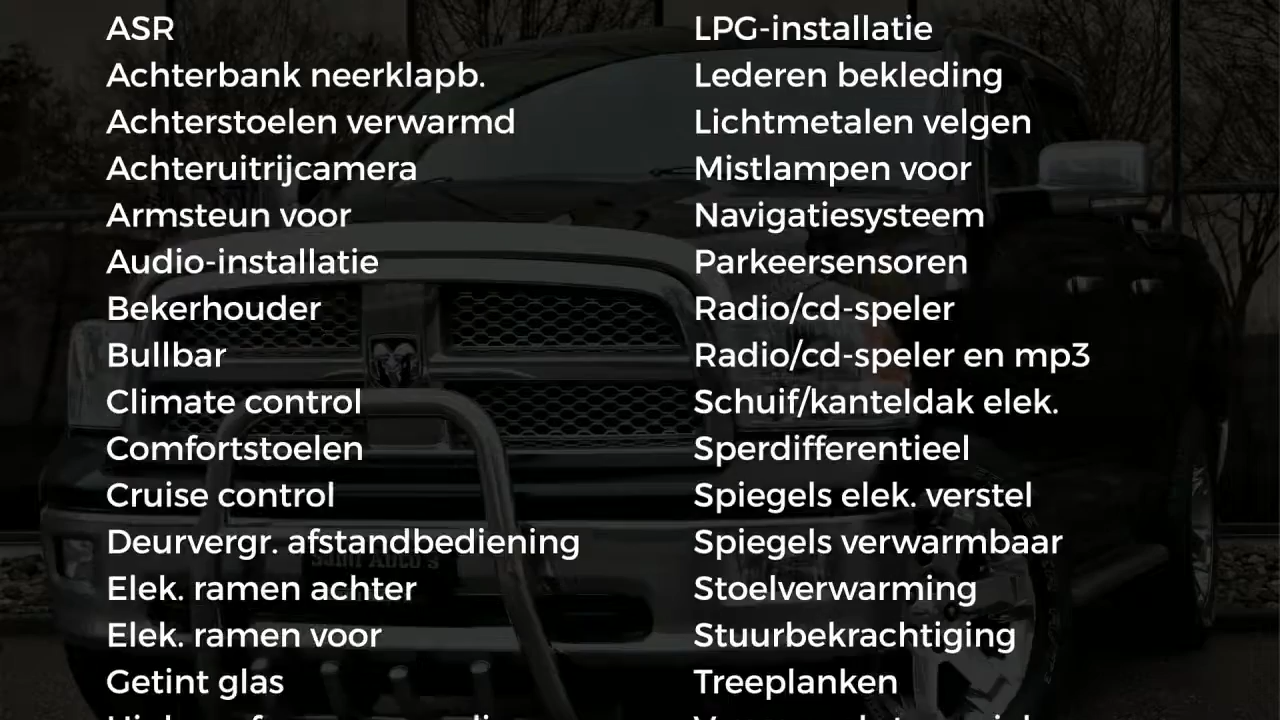 ASR
Achterbank neerklapb.
Achterstoelen verwarmd
Achteruitrijcamera
Armsteun voor
Audio-installatie
Bekerhouder
Bullbar
Climate control
Comfortstoelen
Cruise control
Deurvergr. afstandbediening
Elek. ramen achter
Elek. ramen voor
Getint glas
LPG-installatie
Lederen bekleding
Lichtmetalen velgen
Mistlampen voor
Navigatiesysteem
Parkeersensoren
Radio/cd-speler
Radio/cd-speler en mp3
Schuif/kanteldak elek.
Sperdifferentieel
Spiegels elek. verstel
Spiegels verwarmbaar
Stoelverwarming
Stuurbekrachtiging
Treeplanken